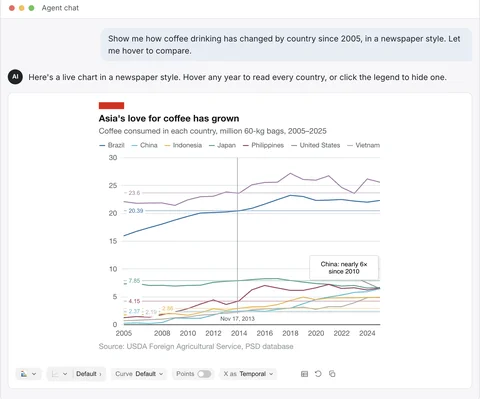 Agent chat
Show me how coffee drinking has changed by country since 2005, in a newspaper style. Let
me hover to compare.
AI
Here's a live chart in a newspaper style. Hover any year to read every country, or click the legend to hide one.
Asia's love for coffee has grown
Coffee consumed in each country, million 60-kg bags, 2005–2025
Brazil China Indonesia Japan Philippines United States Vietnam
30
25
23.6
20
20.39
15
10
China: nearly 6x
since 2010
7.85
5
4.15
2.88
2.37
2.19
0
Nov 17, 2013
2005 2008 2010 2012 2014 2016 2018 2020 2022 2024
Source: USDA Foreign Agricultural Service, PSD database
Default Curve Default Points X as Temporal